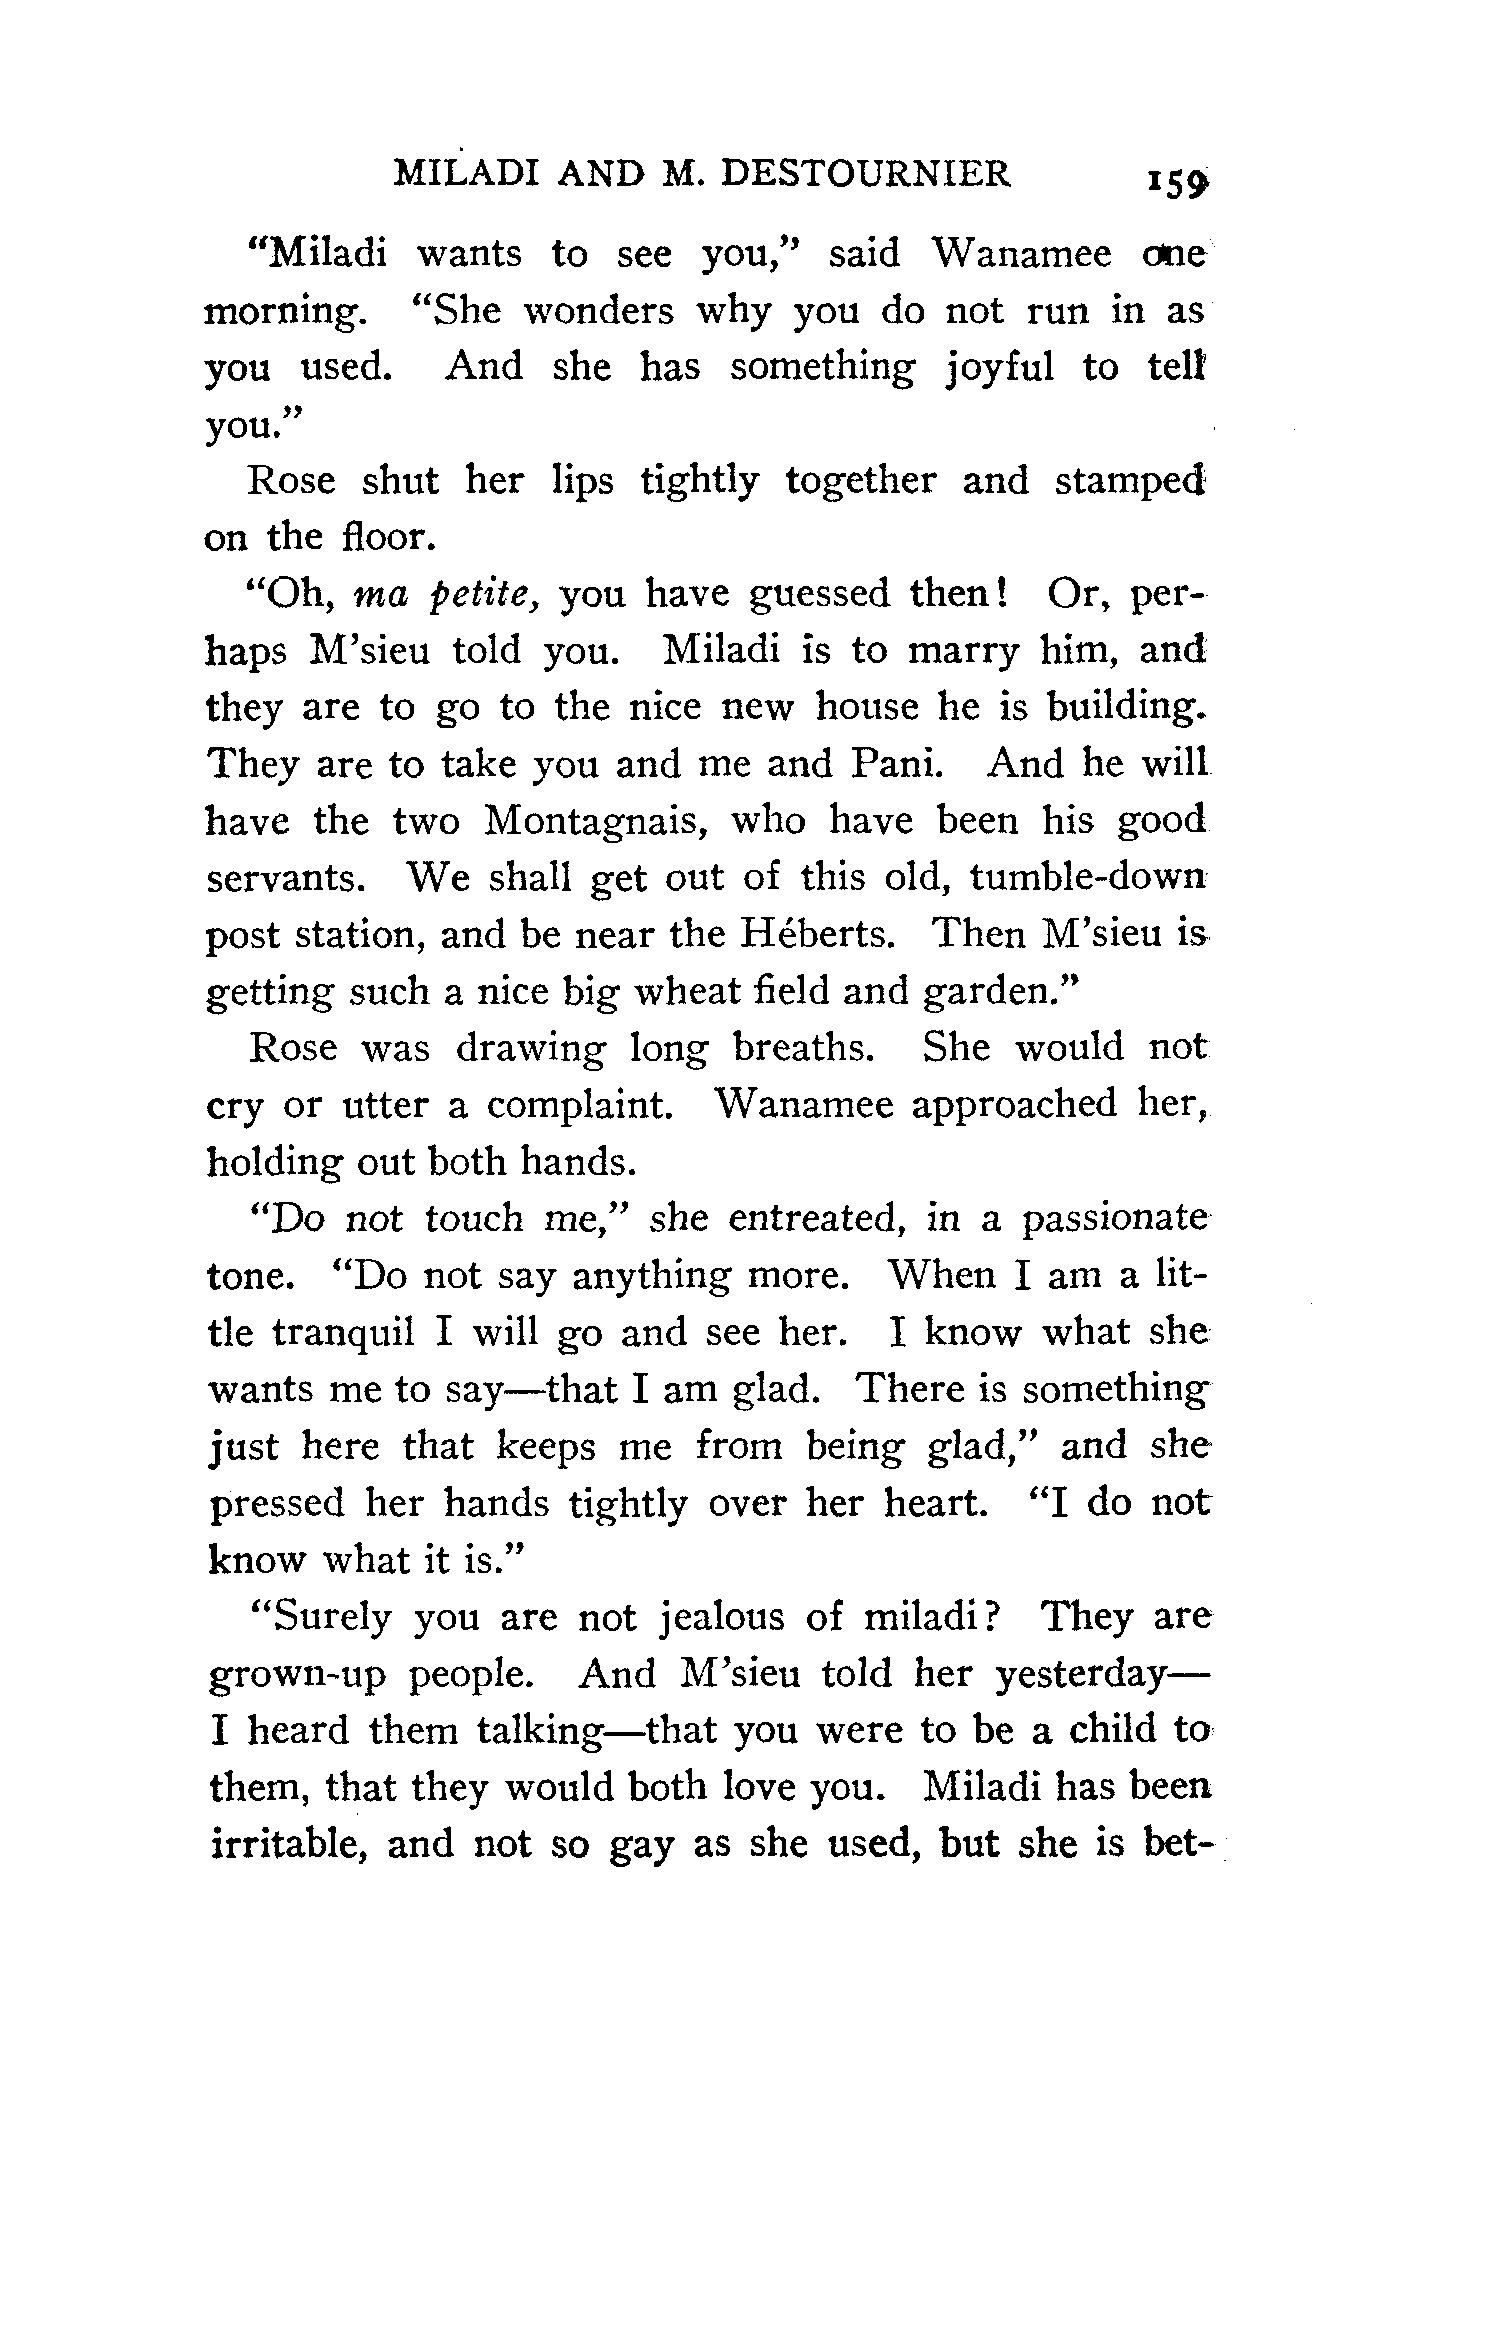 MILADI AND M. DESTOURNIER 159
"Miladi wants to see you," said Wanamee one
morning. "She wonders why you do not run in as
you used. And she has something joyful to tell
you."
Rose shut her lips tightly together and stamped
on the floor.
"Oh, ma petite, you have guessed then! Or, per-
haps M'sieu told you. Miladi is to marry him, and
they are to go to the nice new house he is building.
They are to take you and me and Pani. And he will
have the two Montagnais, who have been his good
servants. We shall get out of this old, tumble-down
post station, and be near the Héberts. Then M'sieu is
getting such a nice big wheat field and garden."
Rose was drawing long breaths. She would not
cry or utter a complaint. Wanamee approached her,
holding out both hands.
"Do not touch me," she entreated, in a passionate
tone. "Do not say anything more. When I am a lit-
tle tranquil I will go and see her. I know what she
wants me to say—that I am glad. There is something
just here that keeps me from being glad," and she
pressed her hands tightly over her heart. "I do not
know what it is."
"Surely you are not jealous of miladi? They are
grown-up people. And M'sieu told her yesterday—
I heard them talking—that you were to be a child to
them, that they would both love you. Miladi has been
irritable, and not so gay as she used, but she is bet-